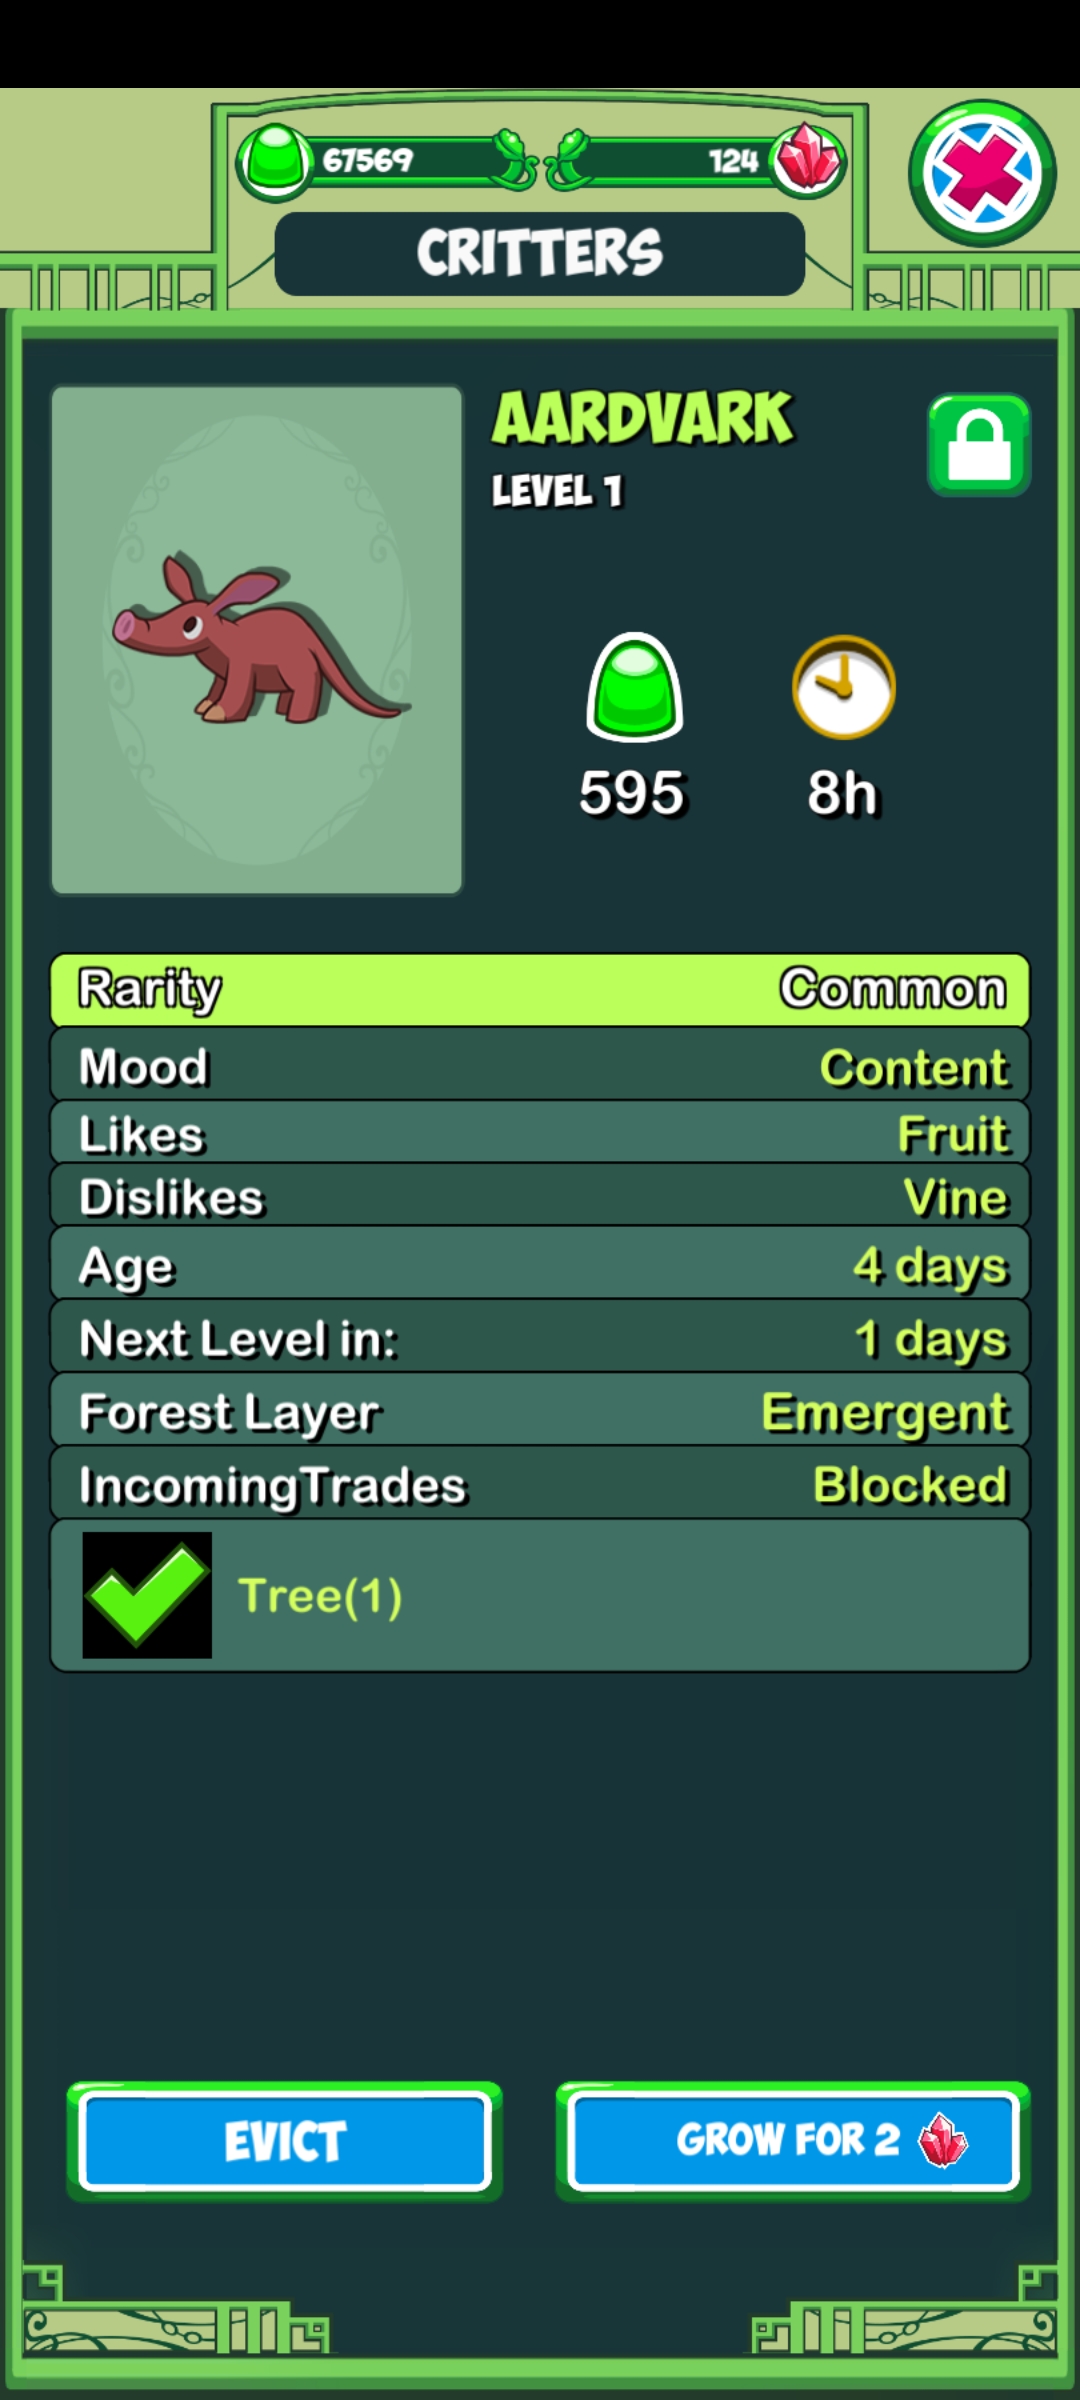 67569 124
CRITTERS
AARDVARK
LEVEL 1
595 8h
Rarity Common
Mood Content
Likes Fruit
Dislikes Vine
Age 4 days
Next Level in: 1 days
Forest Layer Emergent
IncomingTrades Blocked
Tree(1)
EVICT GROW FOR 2